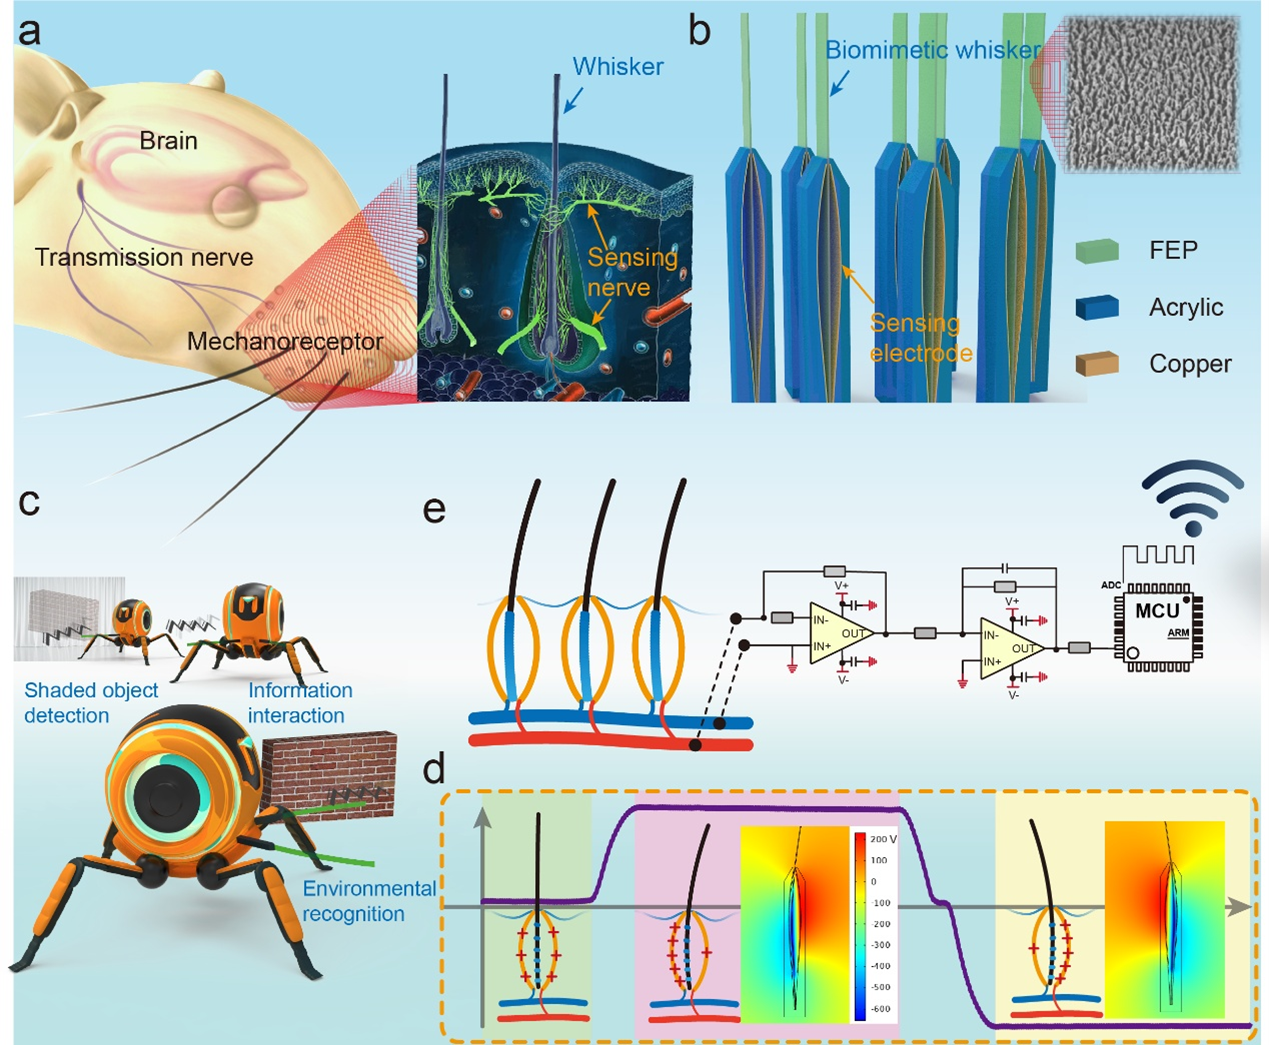 a
Whisker
Brain
Transmission nerve
Sensing
nerve
Mechanoreceptor
b
Biomimetic whisker
Sensing
electrode
FEP
Acrylic
Copper
c
Shaded object
detection
Information
interaction
Environmental
recognition
e
V+
IN-
OUT
IN+
V-
V+
IN-
OUT
IN+
V-
ADC
MCU
ARM
d
200 V
100
0
-100
-200
-300
-400
-500
-600